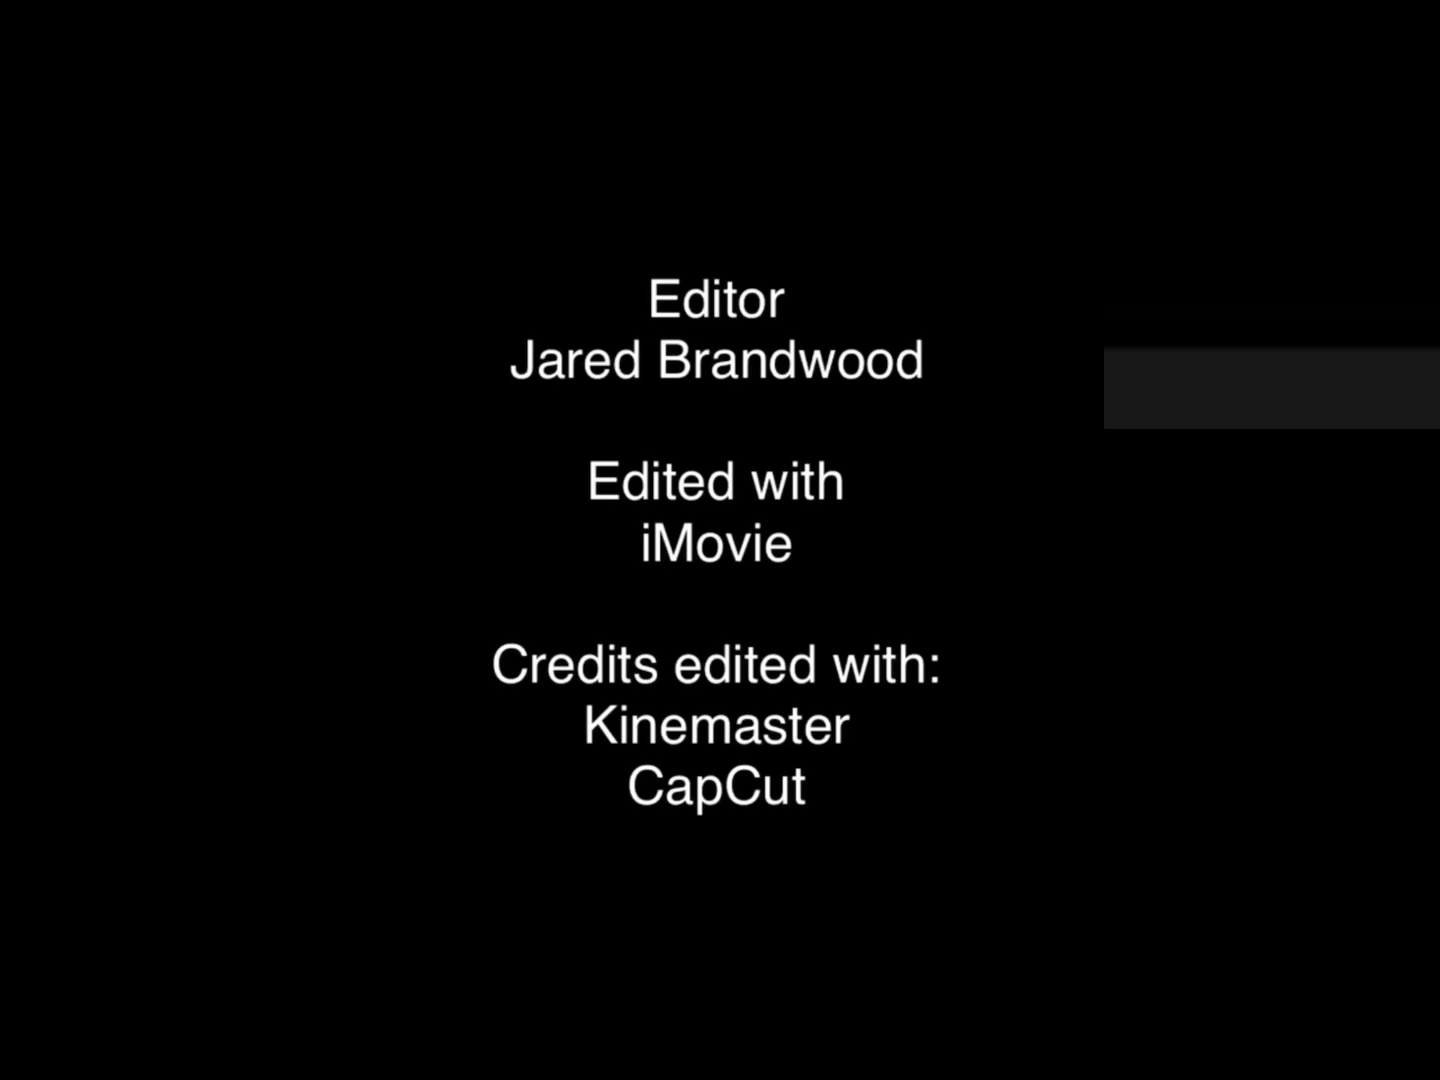 Editor
Jared Brandwood
Edited with
iMovie
Credits edited with:
Kinemaster
CapCut